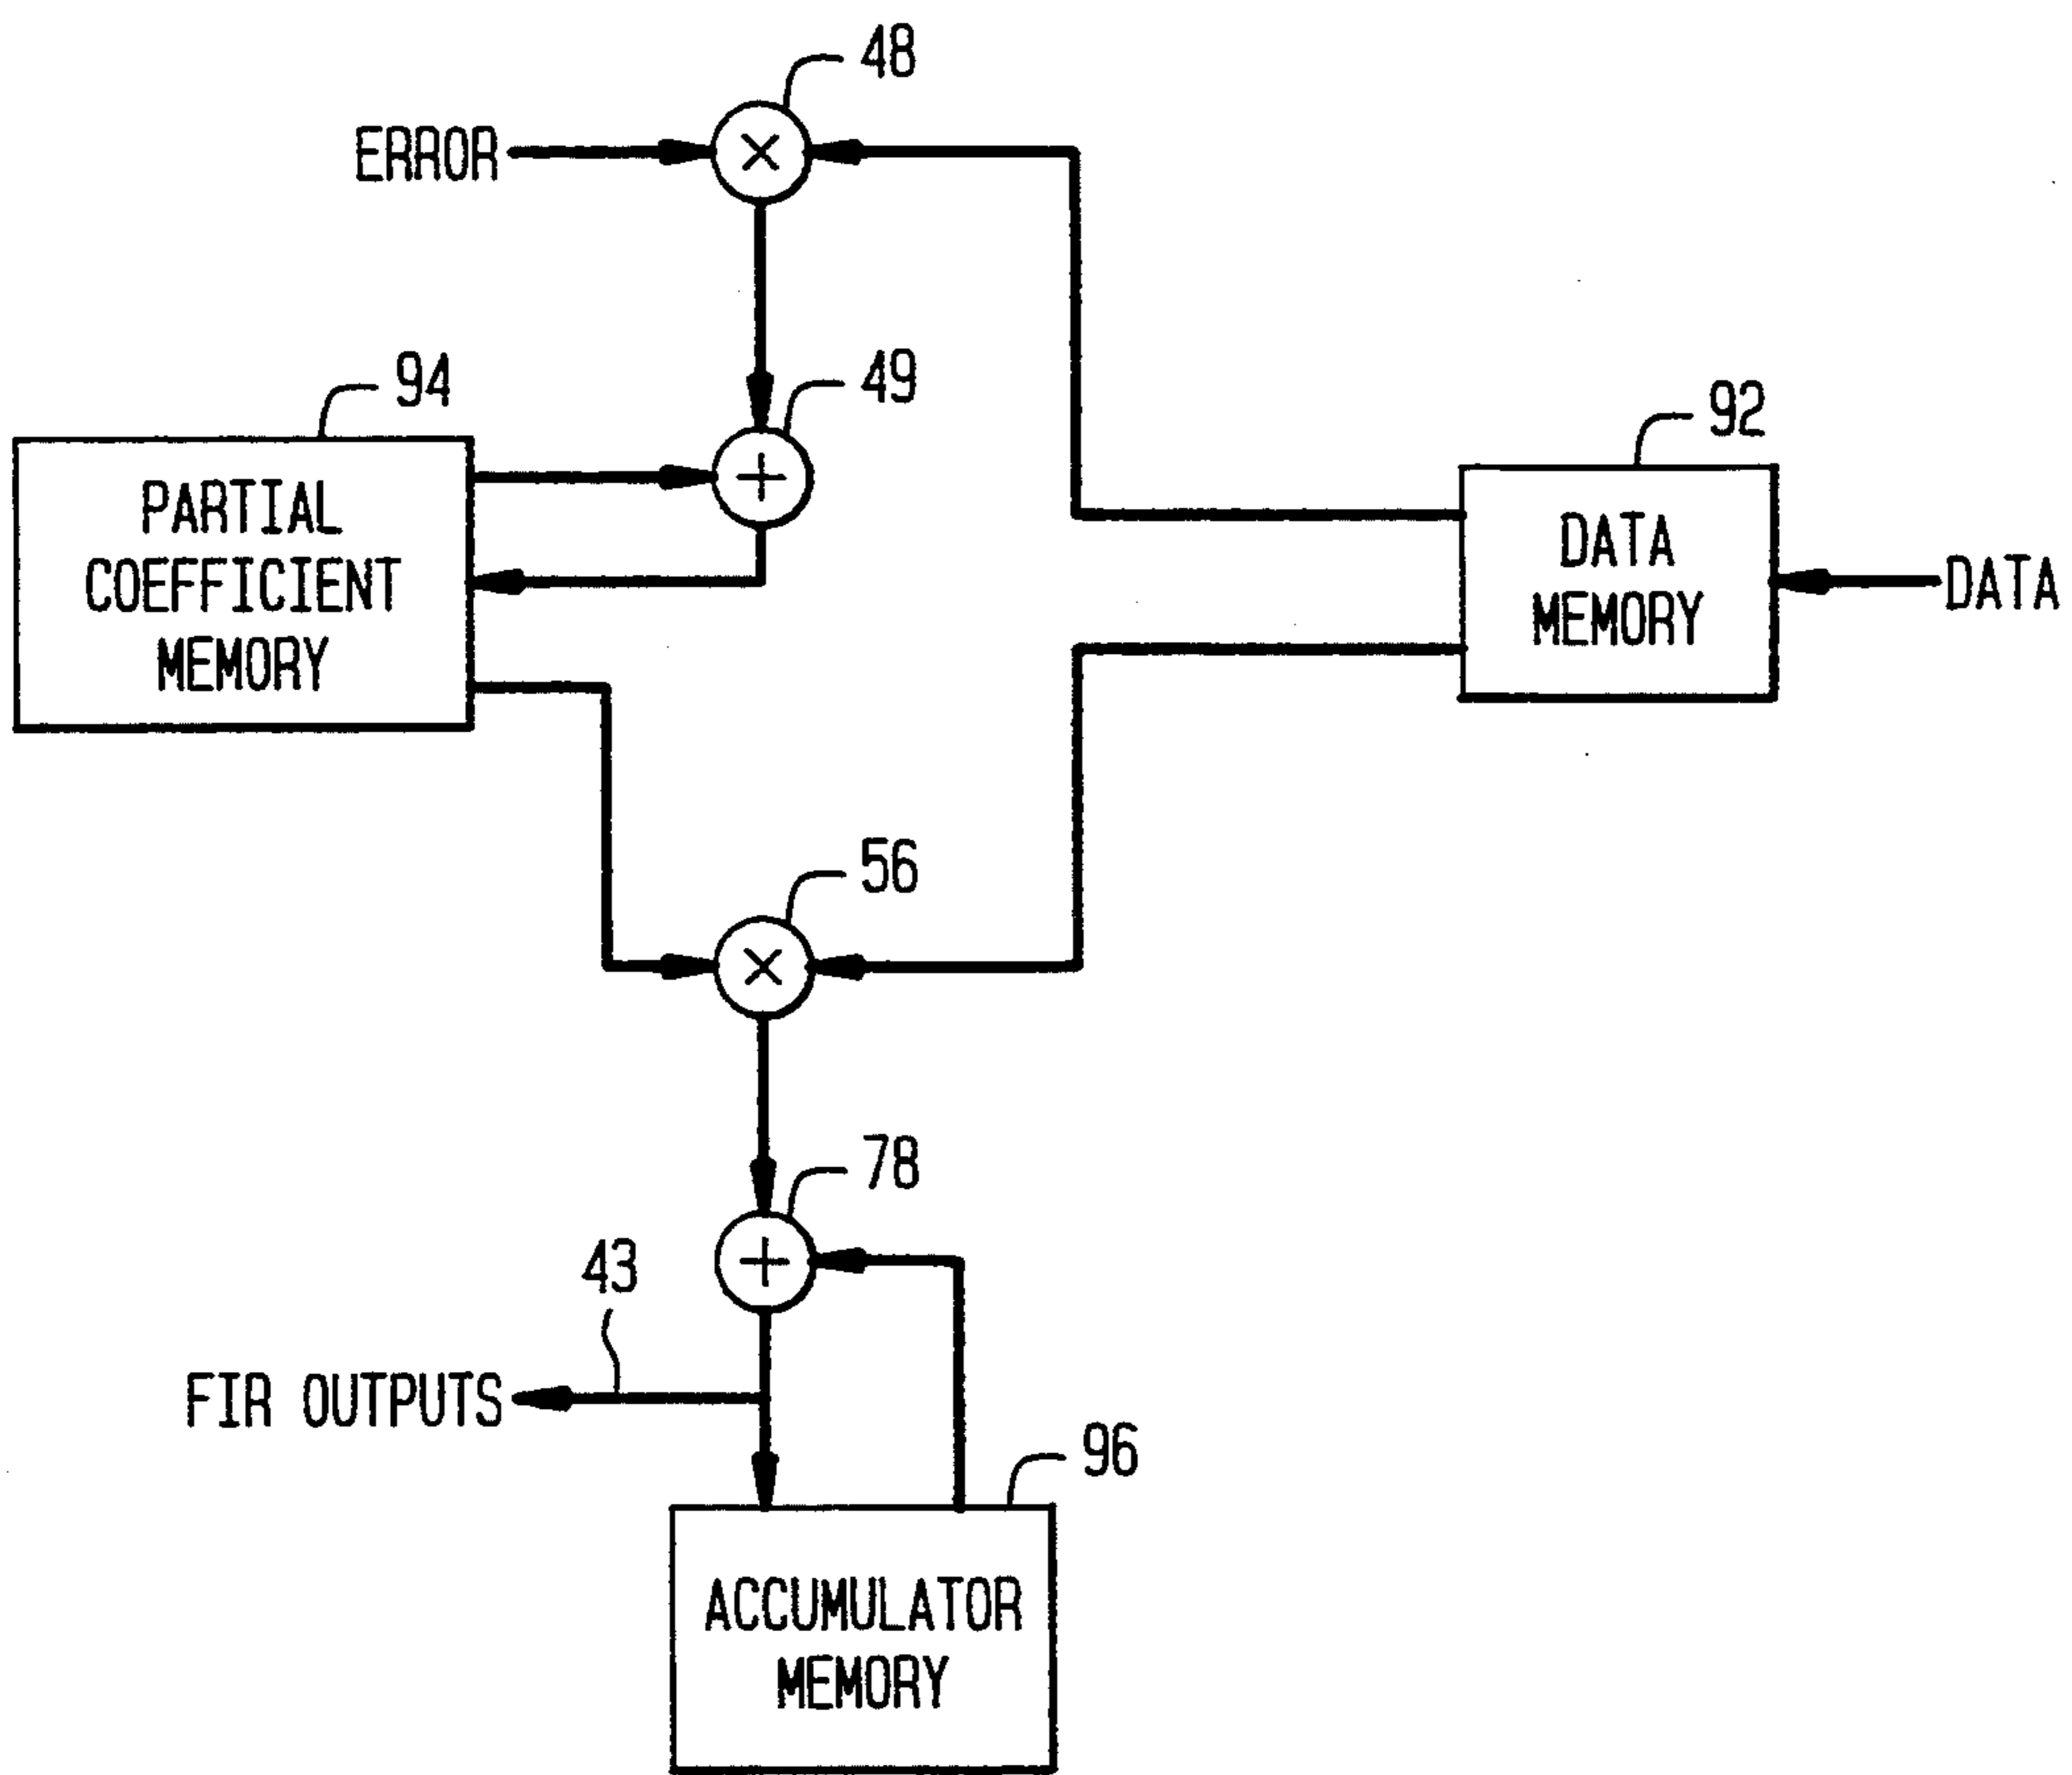 48
ERROR
×
94
49
92
PARTIAL
COEFFICIENT
MEMORY
+
DATA
MEMORY
DATA
56
×
78
43
+
FIR OUTPUTS
96
ACCUMULATOR
MEMORY